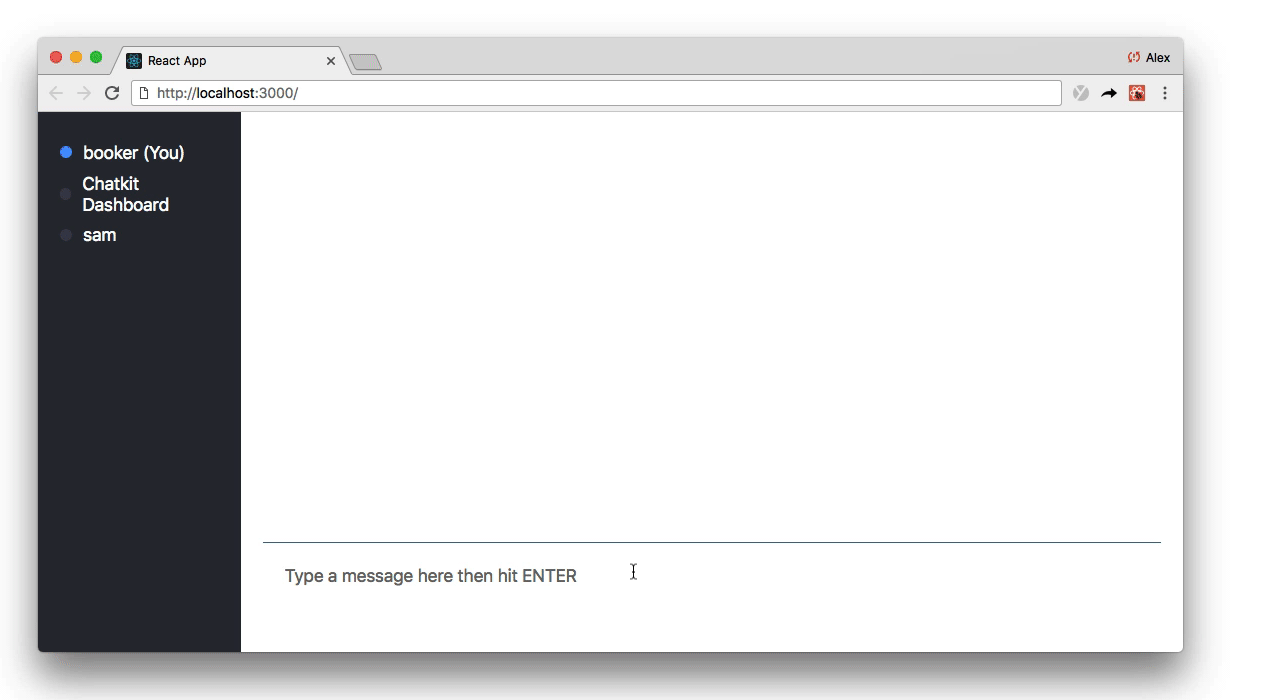 React App
Alex
http://localhost:3000/
booker (You)
Chatkit
Dashboard
sam
Type a message here then hit ENTER